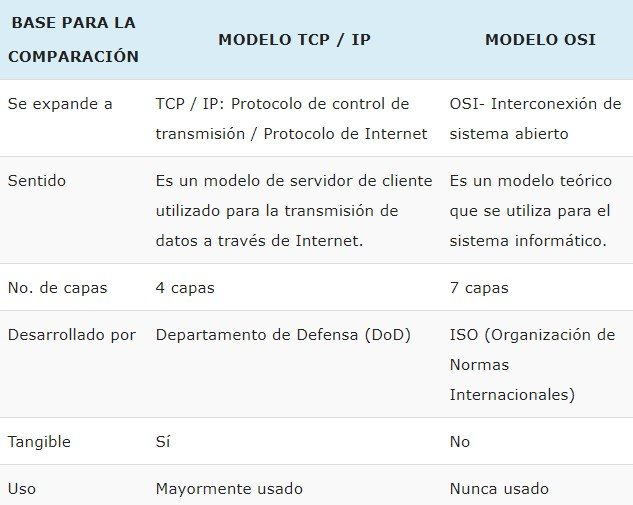 BASE PARA LA
COMPARACIÓN
MODELO TCP / IP
MODELO OSI
Se expande a
TCP / IP: Protocolo de control de
transmisión / Protocolo de Internet
OSI- Interconexión de
sistema abierto
Sentido
Es un modelo de servidor de cliente
utilizado para la transmisión de
datos a través de Internet.
Es un modelo teórico
que se utiliza para el
sistema informático.
No. de capas
4 capas
7 capas
Desarrollado por
Departamento de Defensa (DoD)
ISO (Organización de
Normas
Internacionales)
Tangible
Sí
No
Uso
Mayormente usado
Nunca usado